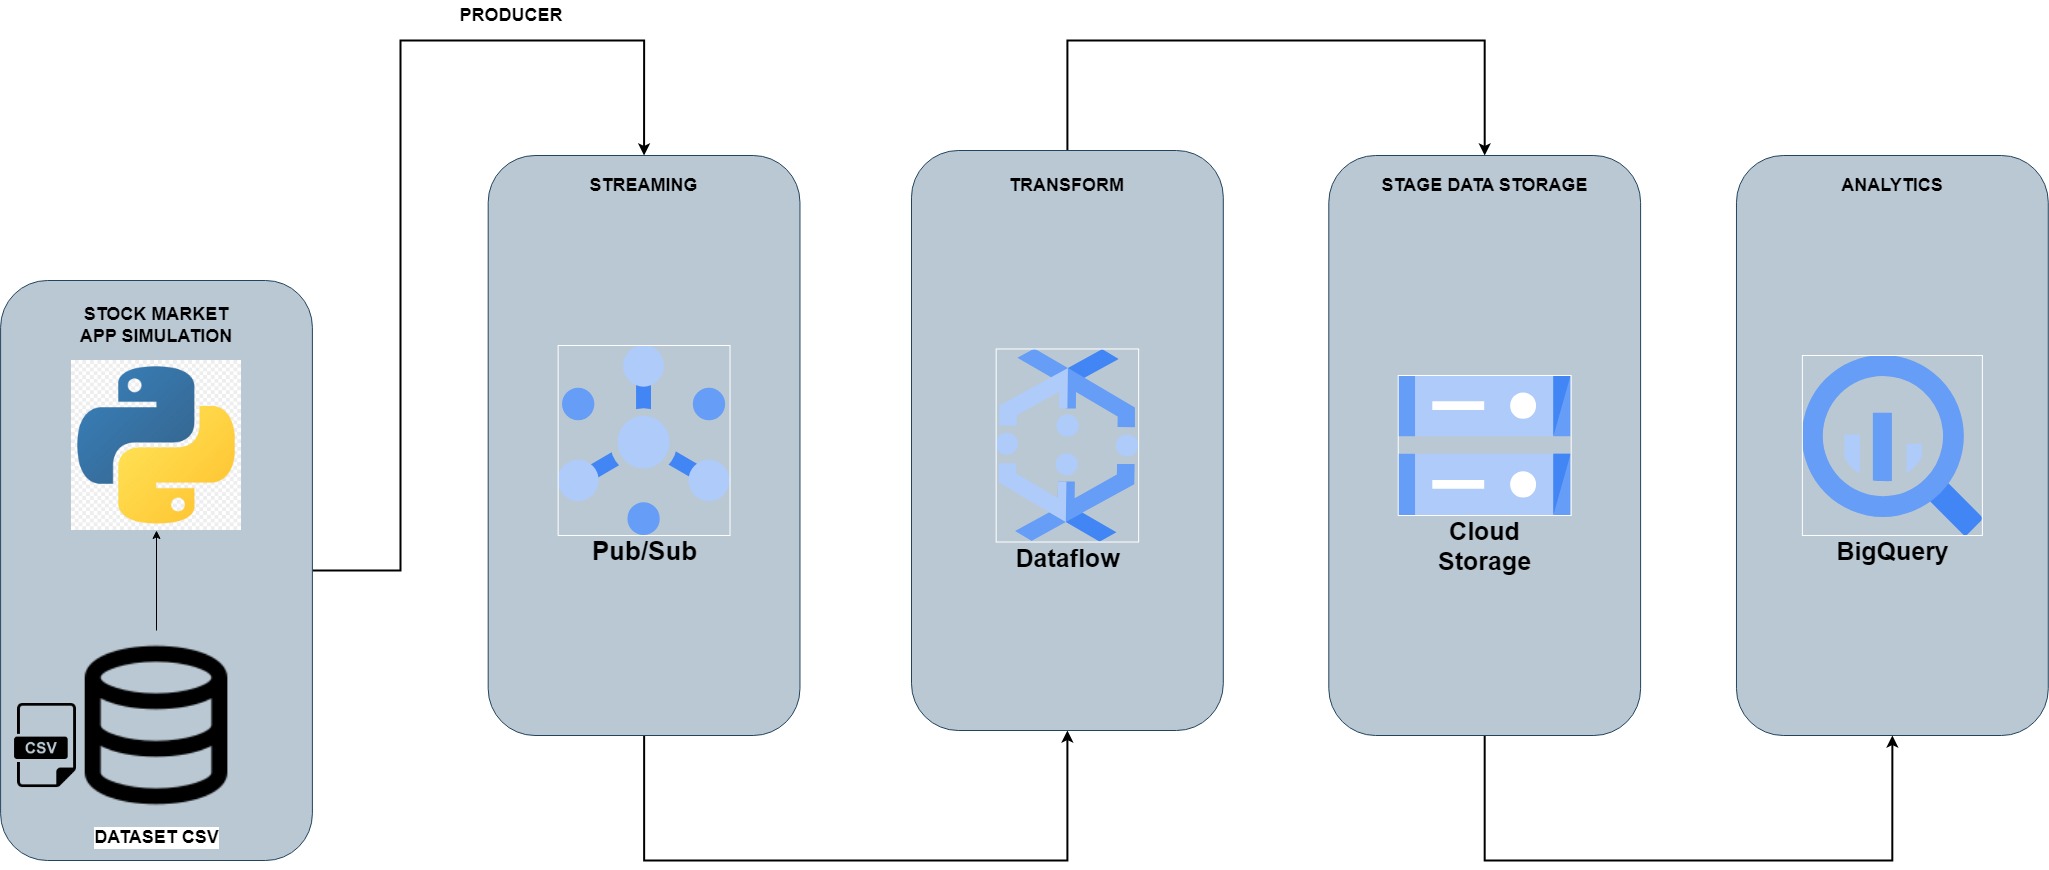 PRODUCER
STOCK MARKET
APP SIMULATION
CSV
DATASET CSV
STREAMING
Pub/Sub
TRANSFORM
Dataflow
STAGE DATA STORAGE
Cloud
Storage
ANALYTICS
BigQuery